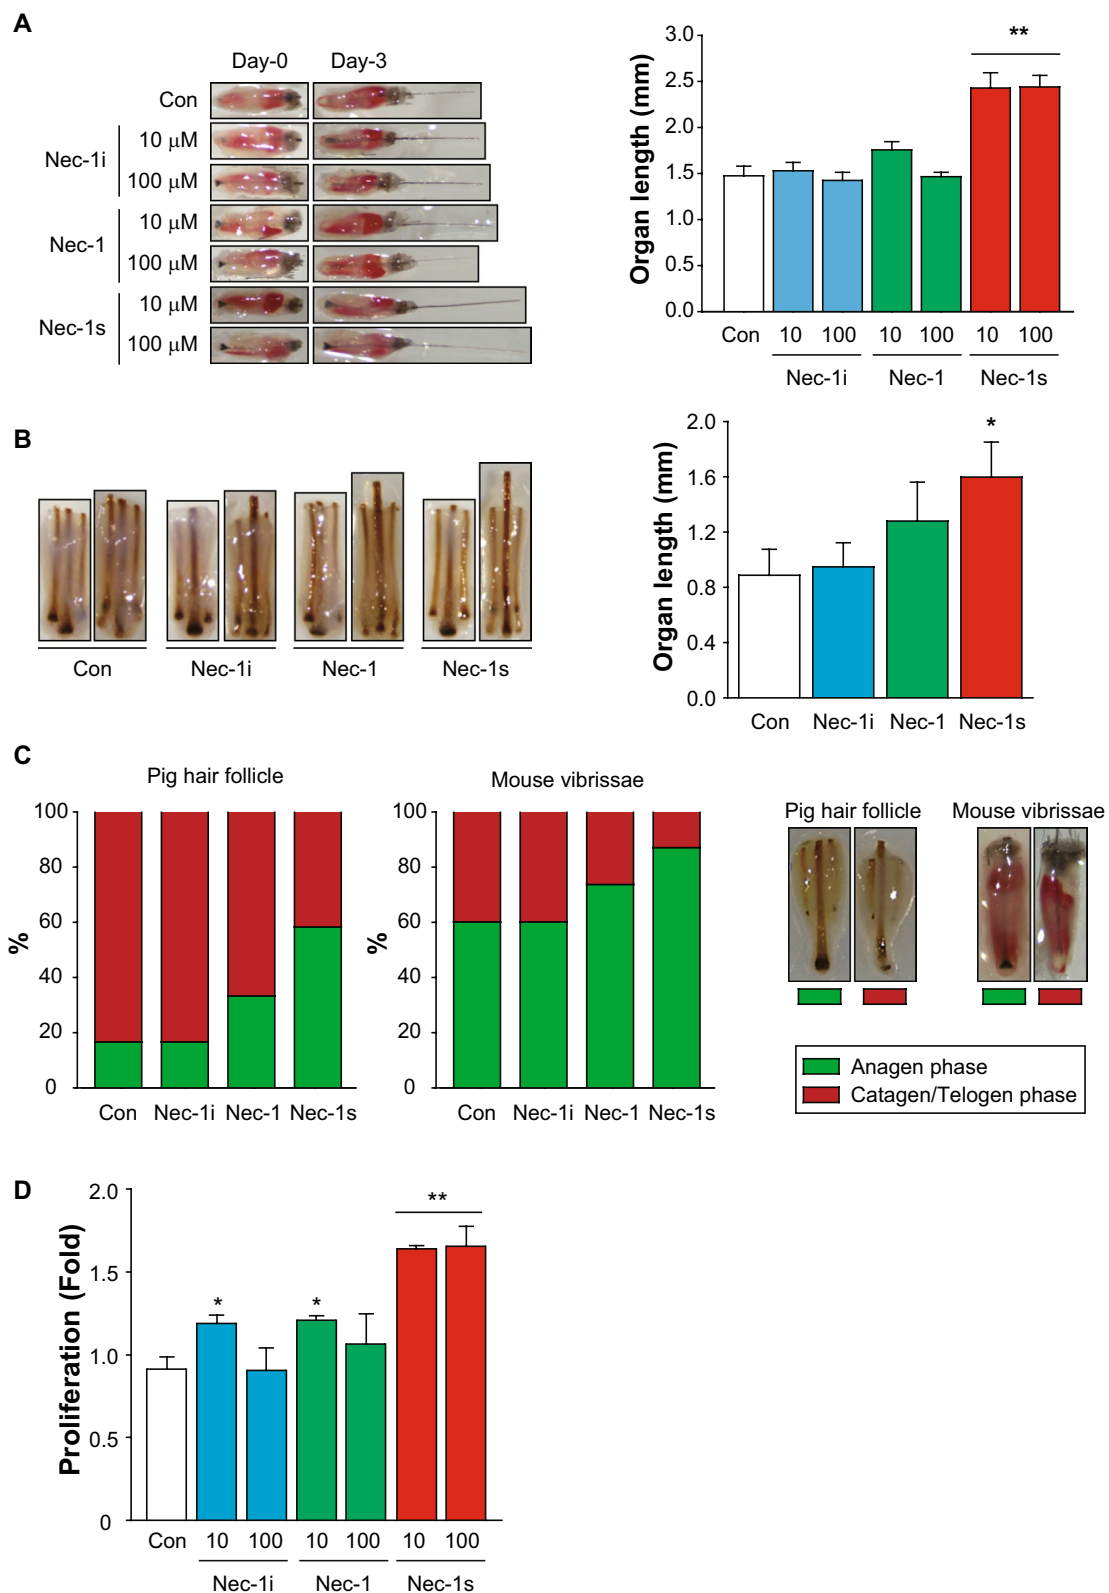 A
Day-0 Day-3
Con
Nec-1i
10 μM
100 μM
Nec-1
10 μM
100 μM
Nec-1s
10 μM
100 μM
Organ length (mm)
3.0
2.5
2.0
1.5
1.0
0.5
0.0
**
Con 10 100 10 100 10 100
Nec-1i Nec-1 Nec-1s
B
Con Nec-1i Nec-1 Nec-1s
Organ length (mm)
2.0
1.6
1.2
0.8
0.4
0.0
*
Con Nec-1i Nec-1 Nec-1s
C
Pig hair follicle
%
100
80
60
40
20
0
Con Nec-1i Nec-1 Nec-1s
Mouse vibrissae
%
100
80
60
40
20
0
Con Nec-1i Nec-1 Nec-1s
Pig hair follicle Mouse vibrissae
Anagen phase
Catagen/Telogen phase
D
Proliferation (Fold)
2.0
1.5
1.0
0.5
0
* * **
Con 10 100 10 100 10 100
Nec-1i Nec-1 Nec-1s